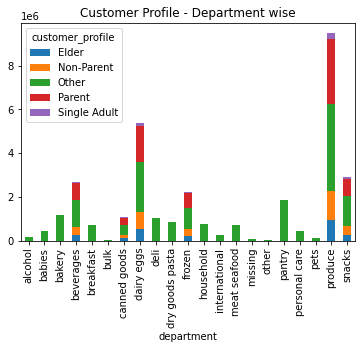 Customer Profile - Department wise
1e6
customer_profile
Elder
Non-Parent
Other
Parent
Single Adult
8
6
4
2
0
alcohol
babies
bakery
beverages
breakfast
bulk
canned goods
dairy eggs
deli
dry goods pasta
frozen
household
international
meat seafood
missing
other
pantry
personal care
pets
produce
snacks
department